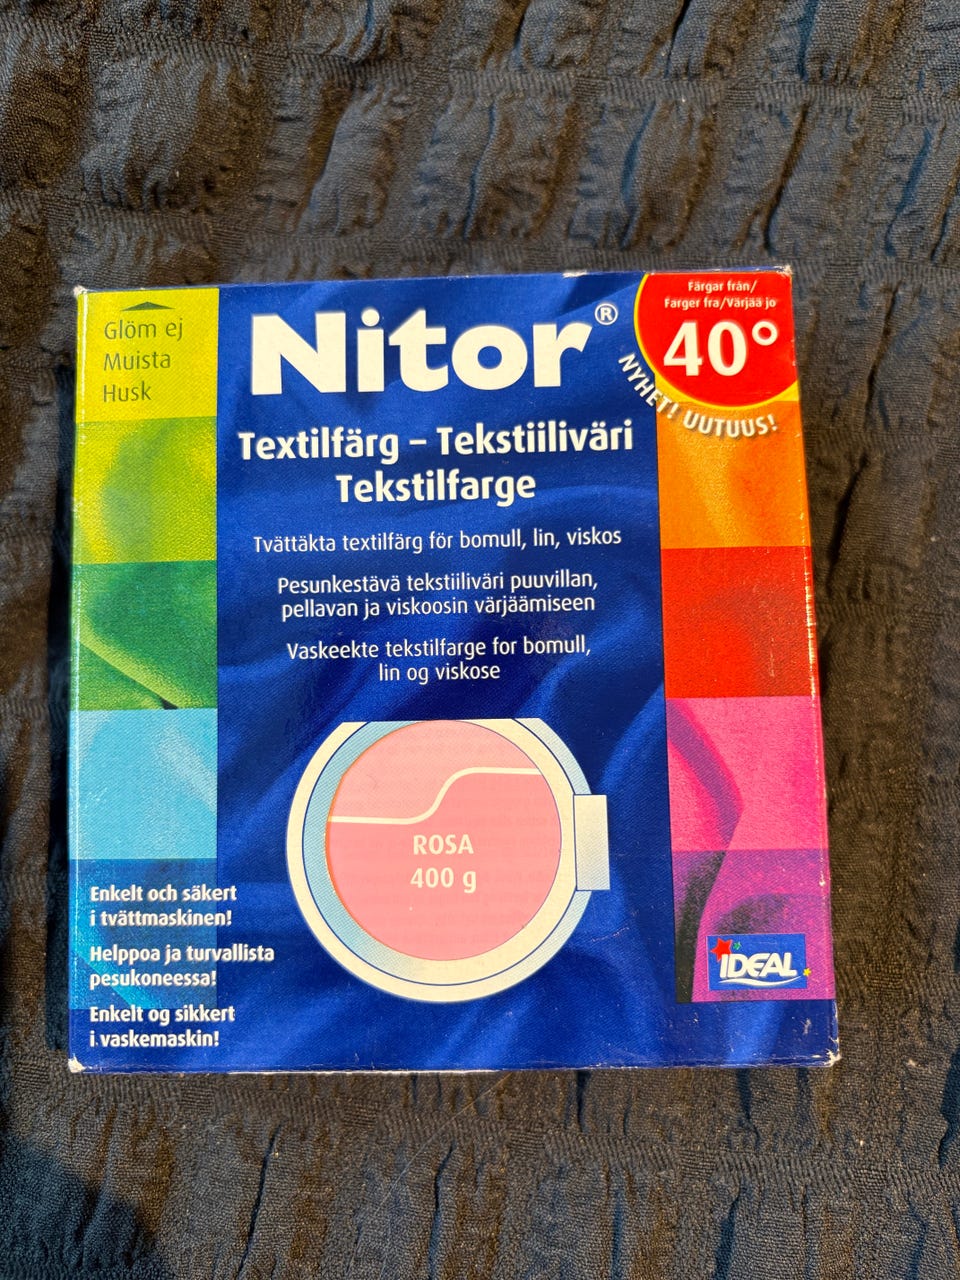 Glöm ej
Muista
Husk
Nitor®
Färgar från/
Farger fra/Värjää jo
40°
NYHET! UUTUUS!
Textilfärg – Tekstiiliväri
Tekstilfarge
Tvättäkta textilfärg för bomull, lin, viskos
Pesunkestävä tekstiiliväri puuvillan,
pellavan ja viskoosin värjäämiseen
Vaskeekte tekstilfarge for bomull,
lin og viskose
ROSA
400 g
Enkelt och säkert
i tvättmaskinen!
Helppoa ja turvallista
pesukoneessa!
Enkelt og sikkert
i vaskemaskin!
IDEAL